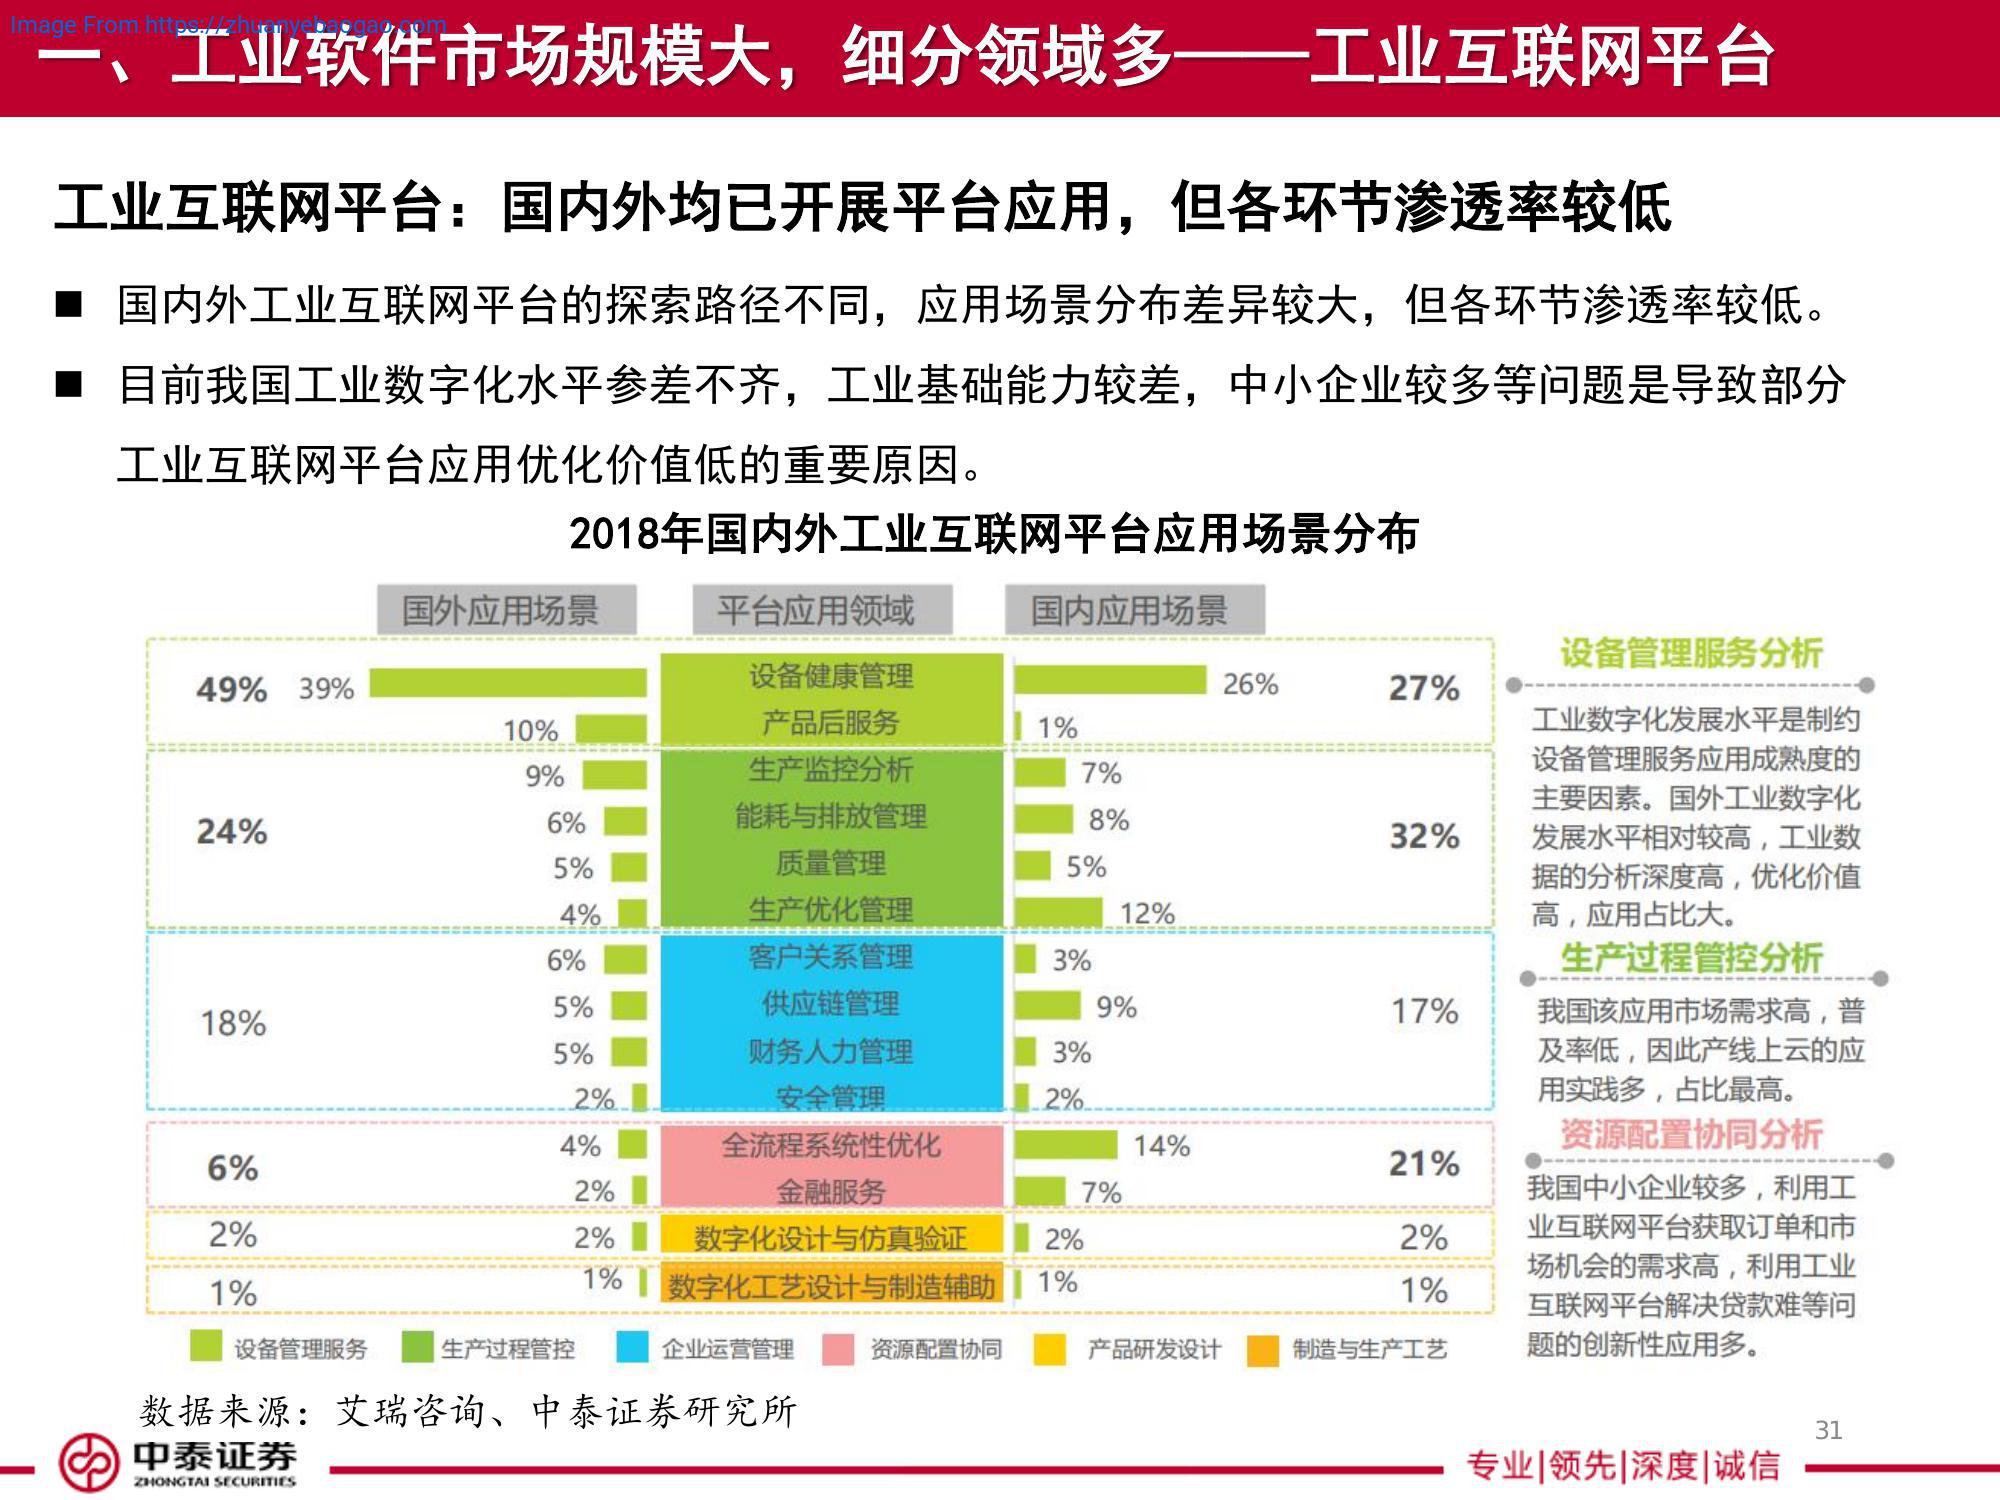 Image From https://zhuanyebaogao.com
一、工业软件市场规模大，细分领域多——工业互联网平台
工业互联网平台：国内外均已开展平台应用，但各环节渗透率较低
■ 国内外工业互联网平台的探索路径不同，应用场景分布差异较大，但各环节渗透率较低。
■ 目前我国工业数字化水平参差不齐，工业基础能力较差，中小企业较多等问题是导致部分
工业互联网平台应用优化价值低的重要原因。
2018年国内外工业互联网平台应用场景分布
国外应用场景 平台应用领域 国内应用场景
49% 39% 设备健康管理 26% 27%
10% 产品后服务 1%
9% 生产监控分析 7%
24% 6% 能耗与排放管理 8% 32%
5% 质量管理 5%
4% 生产优化管理 12%
6% 客户关系管理 3%
18% 5% 供应链管理 9% 17%
5% 财务人力管理 3%
2% 安全管理 2%
6% 4% 全流程系统性优化 14% 21%
2% 金融服务 7%
2% 2% 数字化设计与仿真验证 2% 2%
1% 1% 数字化工艺设计与制造辅助 1% 1%
设备管理服务 生产过程管控 企业运营管理 资源配置协同 产品研发设计 制造与生产工艺
设备管理服务分析
工业数字化发展水平是制约
设备管理服务应用成熟度的
主要因素。国外工业数字化
发展水平相对较高，工业数
据的分析深度高，优化价值
高，应用占比大。
生产过程管控分析
我国该应用市场需求高，普
及率低，因此产线上云的应
用实践多，占比最高。
资源配置协同分析
我国中小企业较多，利用工
业互联网平台获取订单和市
场机会的需求高，利用工业
互联网平台解决贷款难等问
题的创新性应用多。
数据来源：艾瑞咨询、中泰证券研究所
中泰证券
ZHONGTAI SECURITIES
31
专业|领先|深度|诚信